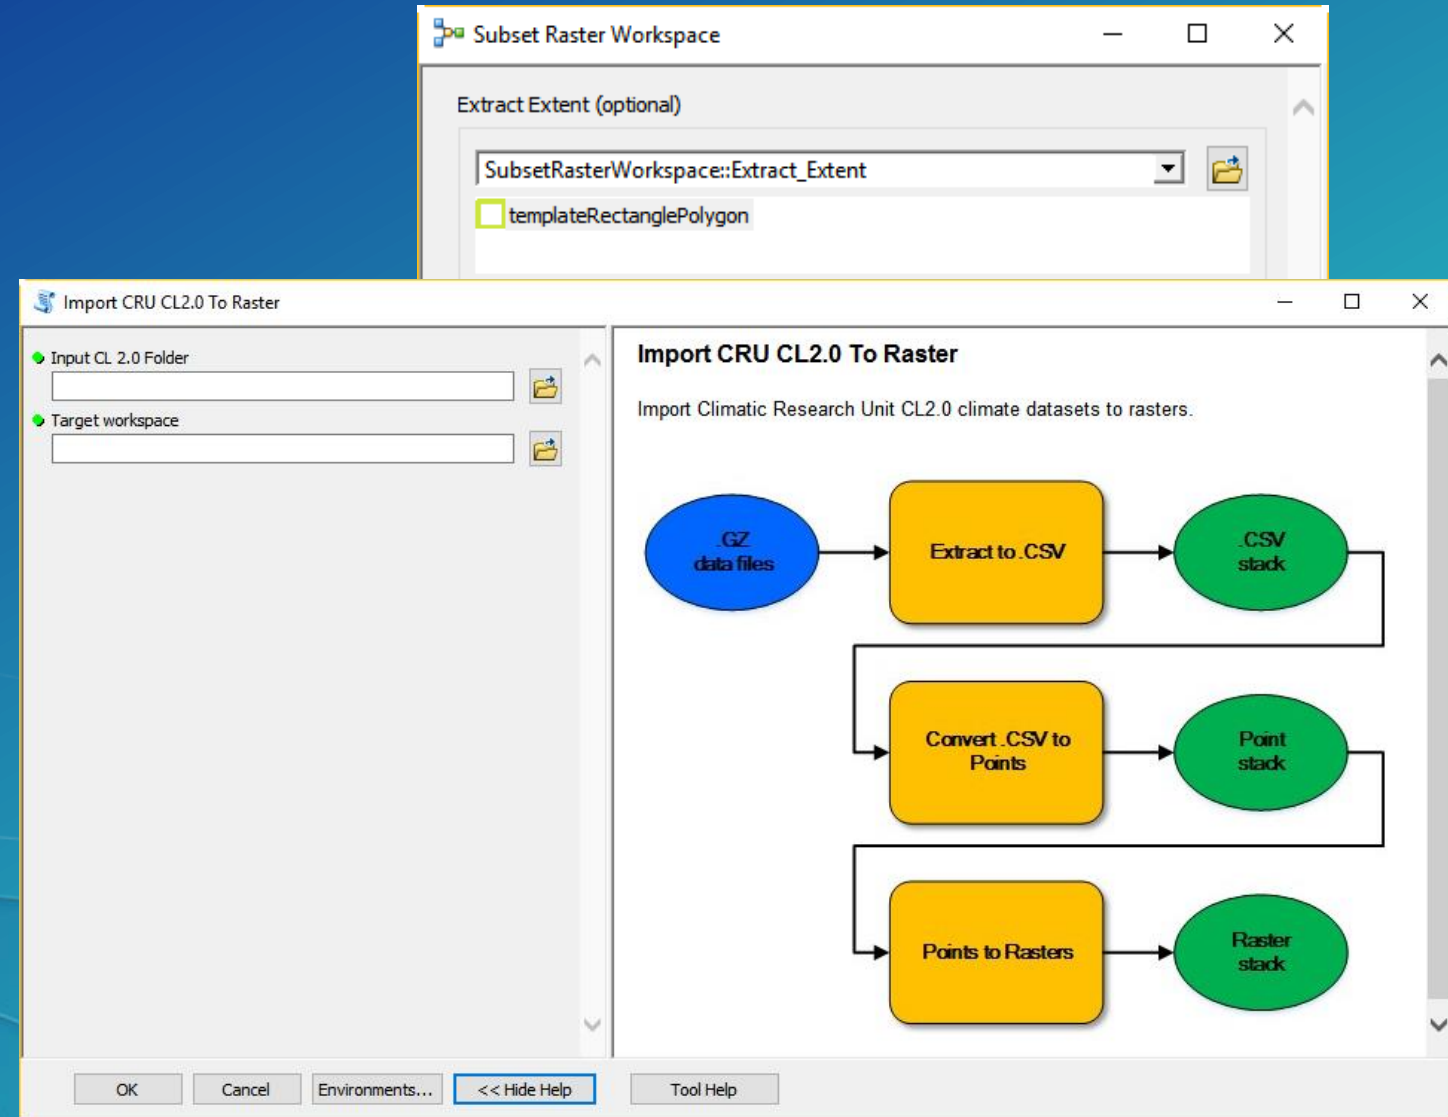 Subset Raster Workspace
Extract Extent (optional)
SubsetRasterWorkspace::Extract_Extent
templateRectanglePolygon
Import CRU CL2.0 To Raster
Input CL 2.0 Folder
Target workspace
Import CRU CL2.0 To Raster
Import Climatic Research Unit CL2.0 climate datasets to rasters.
.GZ
data files
Extract to .CSV
.CSV
stack
Convert .CSV to
Points
Point
stack
Points to Rasters
Raster
stack
OK
Cancel
Environments...
<< Hide Help
Tool Help